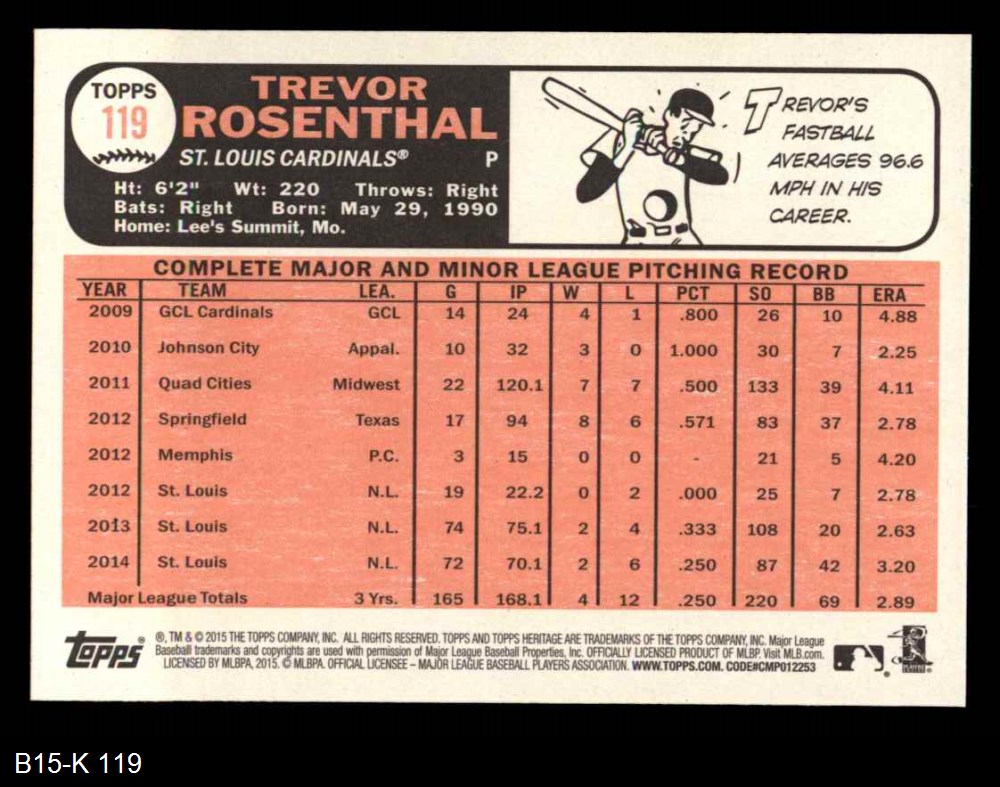 TOPPS
119
TREVOR
ROSENTHAL
ST. LOUIS CARDINALS® P
Ht: 6'2" Wt: 220 Throws: Right
Bats: Right Born: May 29, 1990
Home: Lee's Summit, Mo.
TREVOR'S
FASTBALL
AVERAGES 96.6
MPH IN HIS
CAREER.
COMPLETE MAJOR AND MINOR LEAGUE PITCHING RECORD
YEAR TEAM LEA. G IP W L PCT SO BB ERA
2009 GCL Cardinals GCL 14 24 4 1 .800 26 10 4.88
2010 Johnson City Appal. 10 32 3 0 1.000 30 7 2.25
2011 Quad Cities Midwest 22 120.1 7 7 .500 133 39 4.11
2012 Springfield Texas 17 94 8 6 .571 83 37 2.78
2012 Memphis P.C. 3 15 0 0 - 21 5 4.20
2012 St. Louis N.L. 19 22.2 0 2 .000 25 7 2.78
2013 St. Louis N.L. 74 75.1 2 4 .333 108 20 2.63
2014 St. Louis N.L. 72 70.1 2 6 .250 87 42 3.20
Major League Totals 3 Yrs. 165 168.1 4 12 .250 220 69 2.89
Topps®
®, TM & © 2015 THE TOPPS COMPANY, INC. ALL RIGHTS RESERVED. TOPPS AND TOPPS HERITAGE ARE TRADEMARKS OF THE TOPPS COMPANY, INC. Major League
Baseball trademarks and copyrights are used with permission of Major League Baseball Properties, Inc. OFFICIALLY LICENSED PRODUCT OF MLBP. Visit MLB.com.
LICENSED BY MLBPA, 2015. © MLBPA. OFFICIAL LICENSEE – MAJOR LEAGUE BASEBALL PLAYERS ASSOCIATION. WWW.TOPPS.COM. CODE#CMP012253
B15-K 119